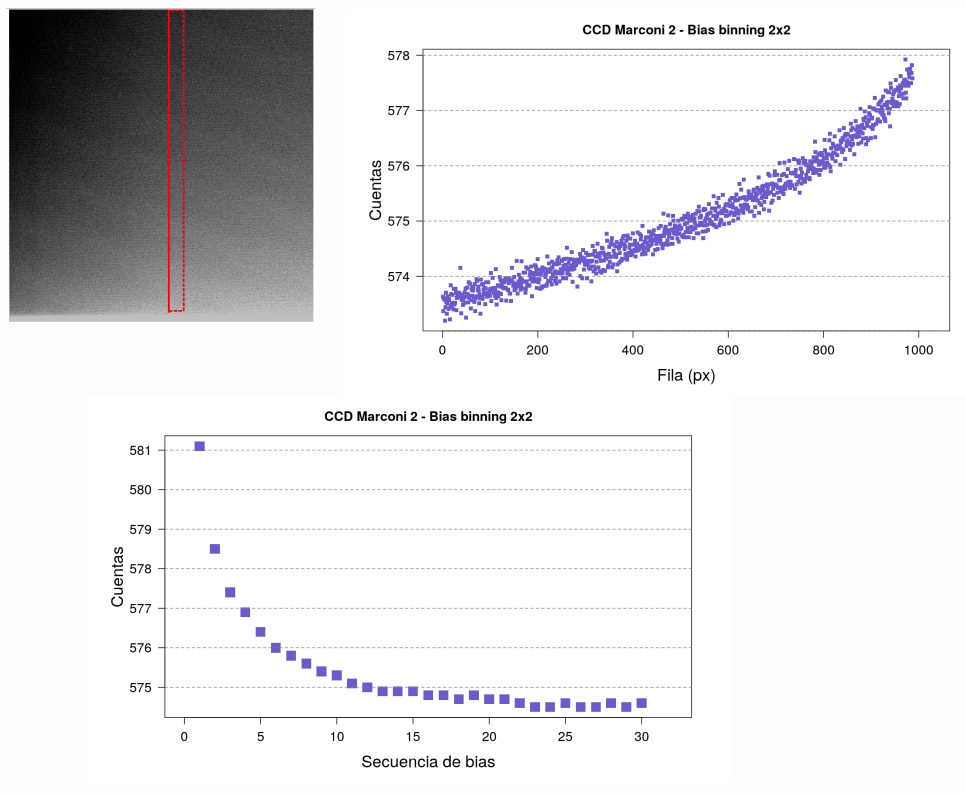 CCD Marconi 2 - Bias binning 2x2
578
577
576
575
574
Cuentas
0 200 400 600 800 1000
Fila (px)
CCD Marconi 2 - Bias binning 2x2
581
580
579
578
577
576
575
Cuentas
0 5 10 15 20 25 30
Secuencia de bias